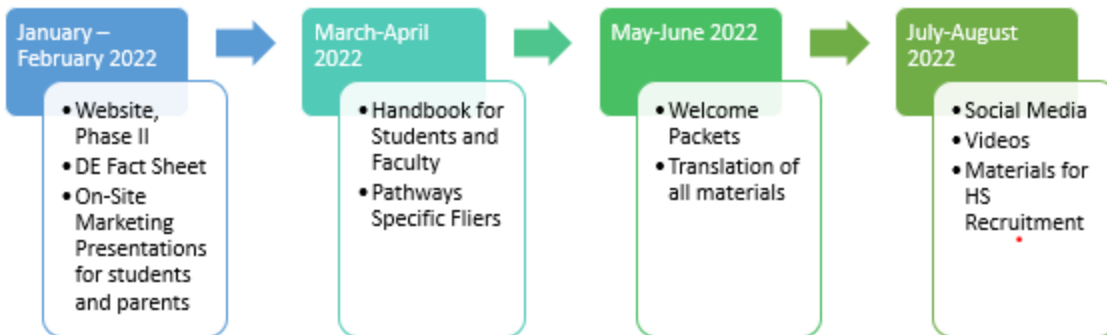 January –
February 2022
• Website,
Phase II
• DE Fact Sheet
• On-Site
Marketing
Presentations
for students
and parents
March-April
2022
• Handbook for
Students and
Faculty
• Pathways
Specific Fliers
May-June 2022
• Welcome
Packets
• Translation of
all materials
July-August
2022
• Social Media
• Videos
• Materials for
HS
Recruitment